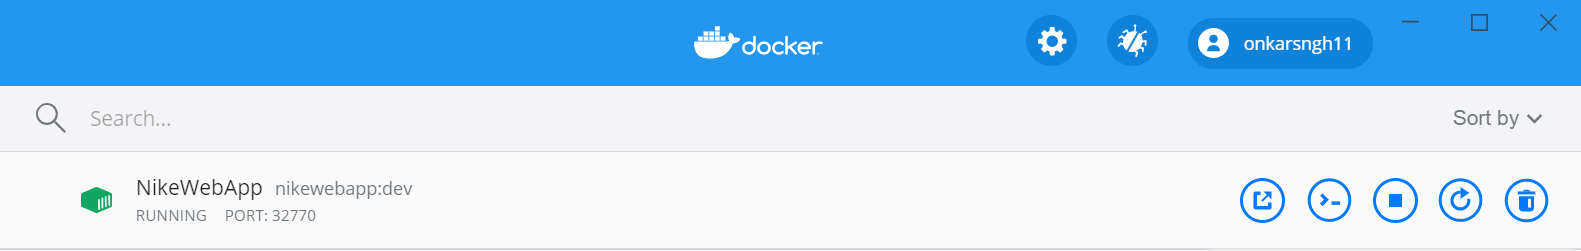 docker
onkarsngh11
Search...
Sort by
NikeWebApp nikewebapp:dev
RUNNING PORT: 32770